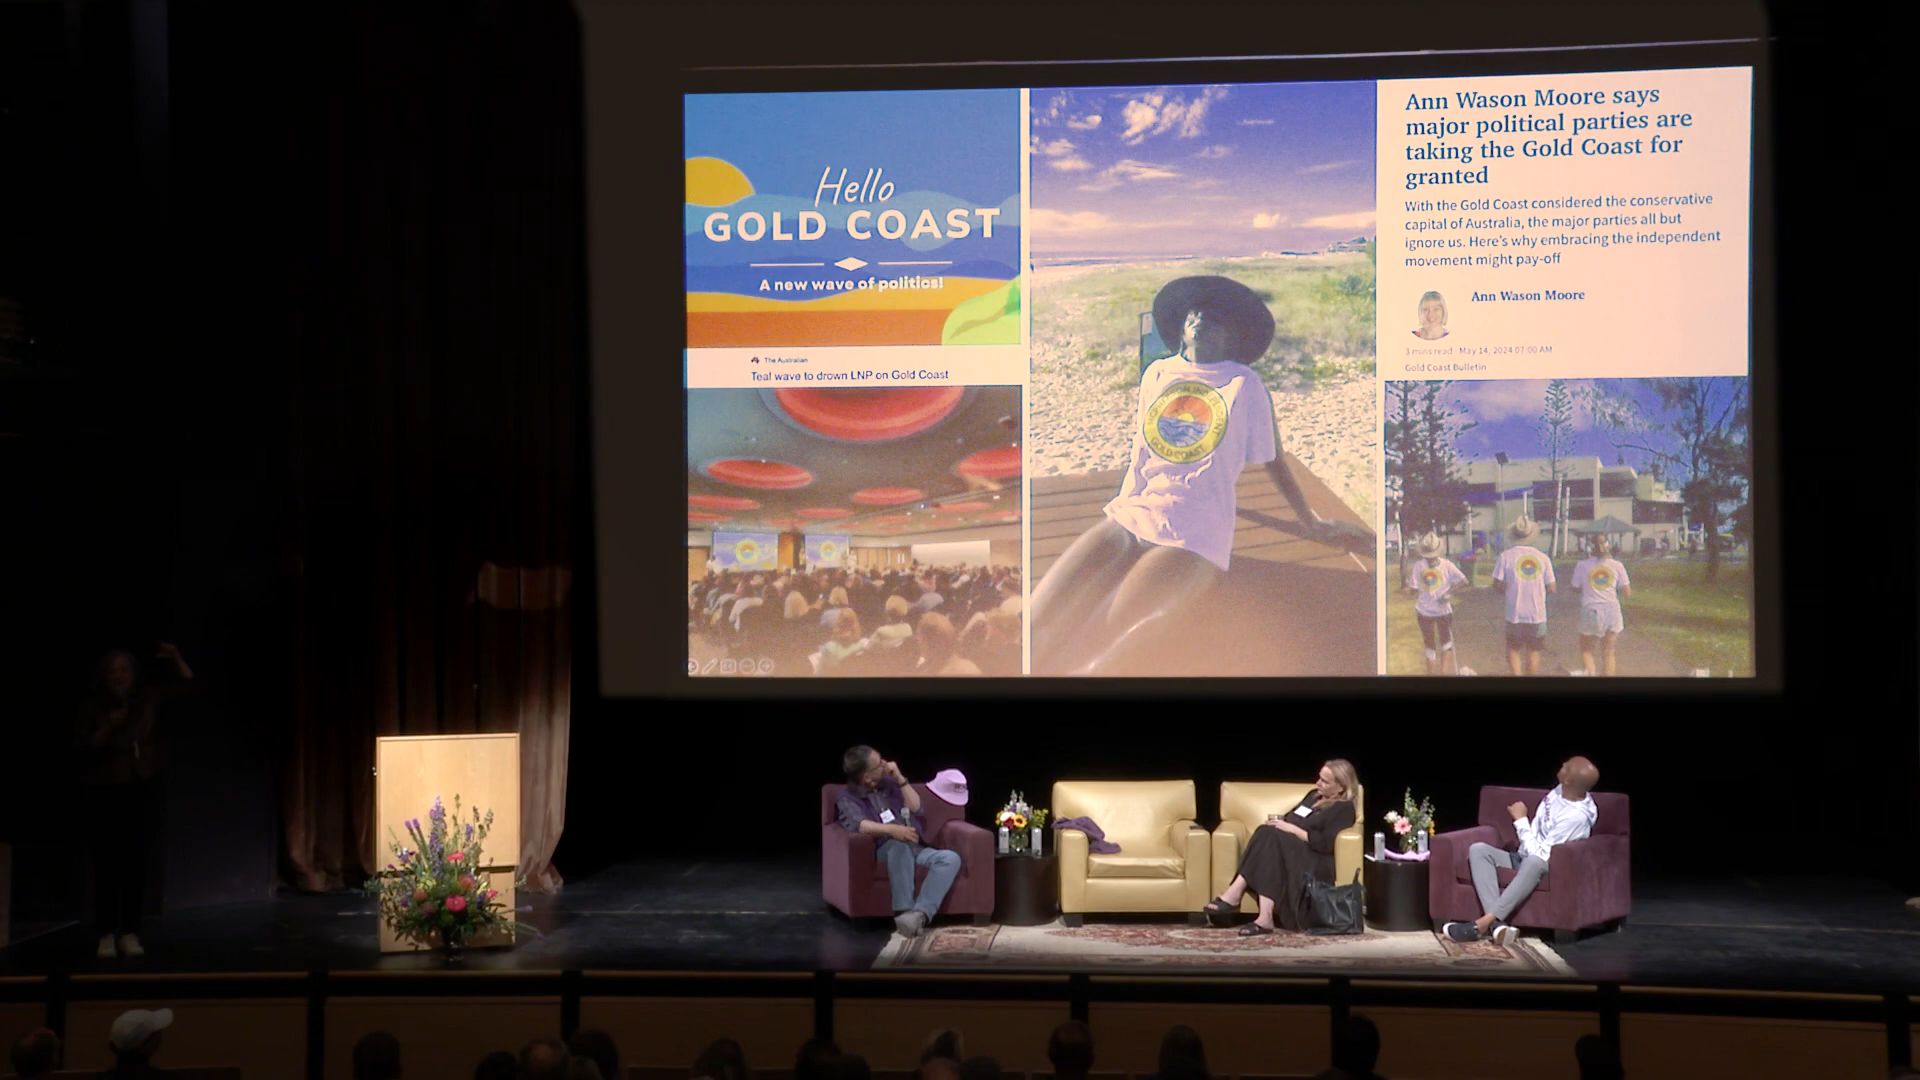 Hello
GOLD COAST
A new wave of politics!
The Australian
Teal wave to drown LNP on Gold Coast
GOLD COAST
Ann Wason Moore says
major political parties are
taking the Gold Coast for
granted
With the Gold Coast considered the conservative
capital of Australia, the major parties all but
ignore us. Here's why embracing the independent
movement might pay-off
Ann Wason Moore
3 mins read · May 14, 2024 07:00 AM
Gold Coast Bulletin